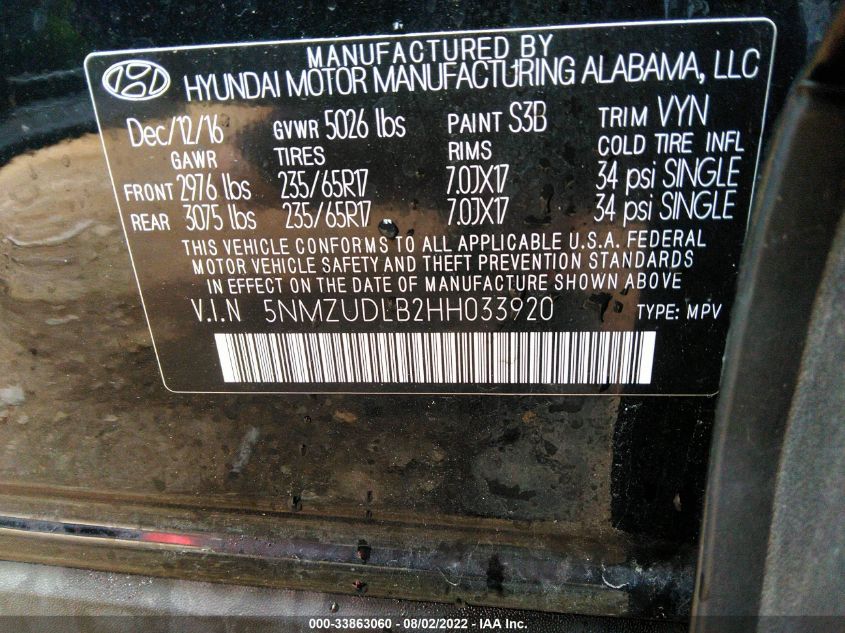 MANUFACTURED BY
HYUNDAI MOTOR MANUFACTURING ALABAMA, LLC
Dec/12/16 GVWR 5026 lbs PAINT S3B TRIM VYN
GAWR TIRES RIMS COLD TIRE INFL
FRONT 2976 lbs 235/65R17 7.0JX17 34 psi SINGLE
REAR 3075 lbs 235/65R17 7.0JX17 34 psi SINGLE
THIS VEHICLE CONFORMS TO ALL APPLICABLE U.S.A. FEDERAL
MOTOR VEHICLE SAFETY AND THEFT PREVENTION STANDARDS
IN EFFECT ON THE DATE OF MANUFACTURE SHOWN ABOVE
V.I.N 5NMZUDLB2HH033920 TYPE: MPV
000-33863060 - 08/02/2022 - IAA Inc.